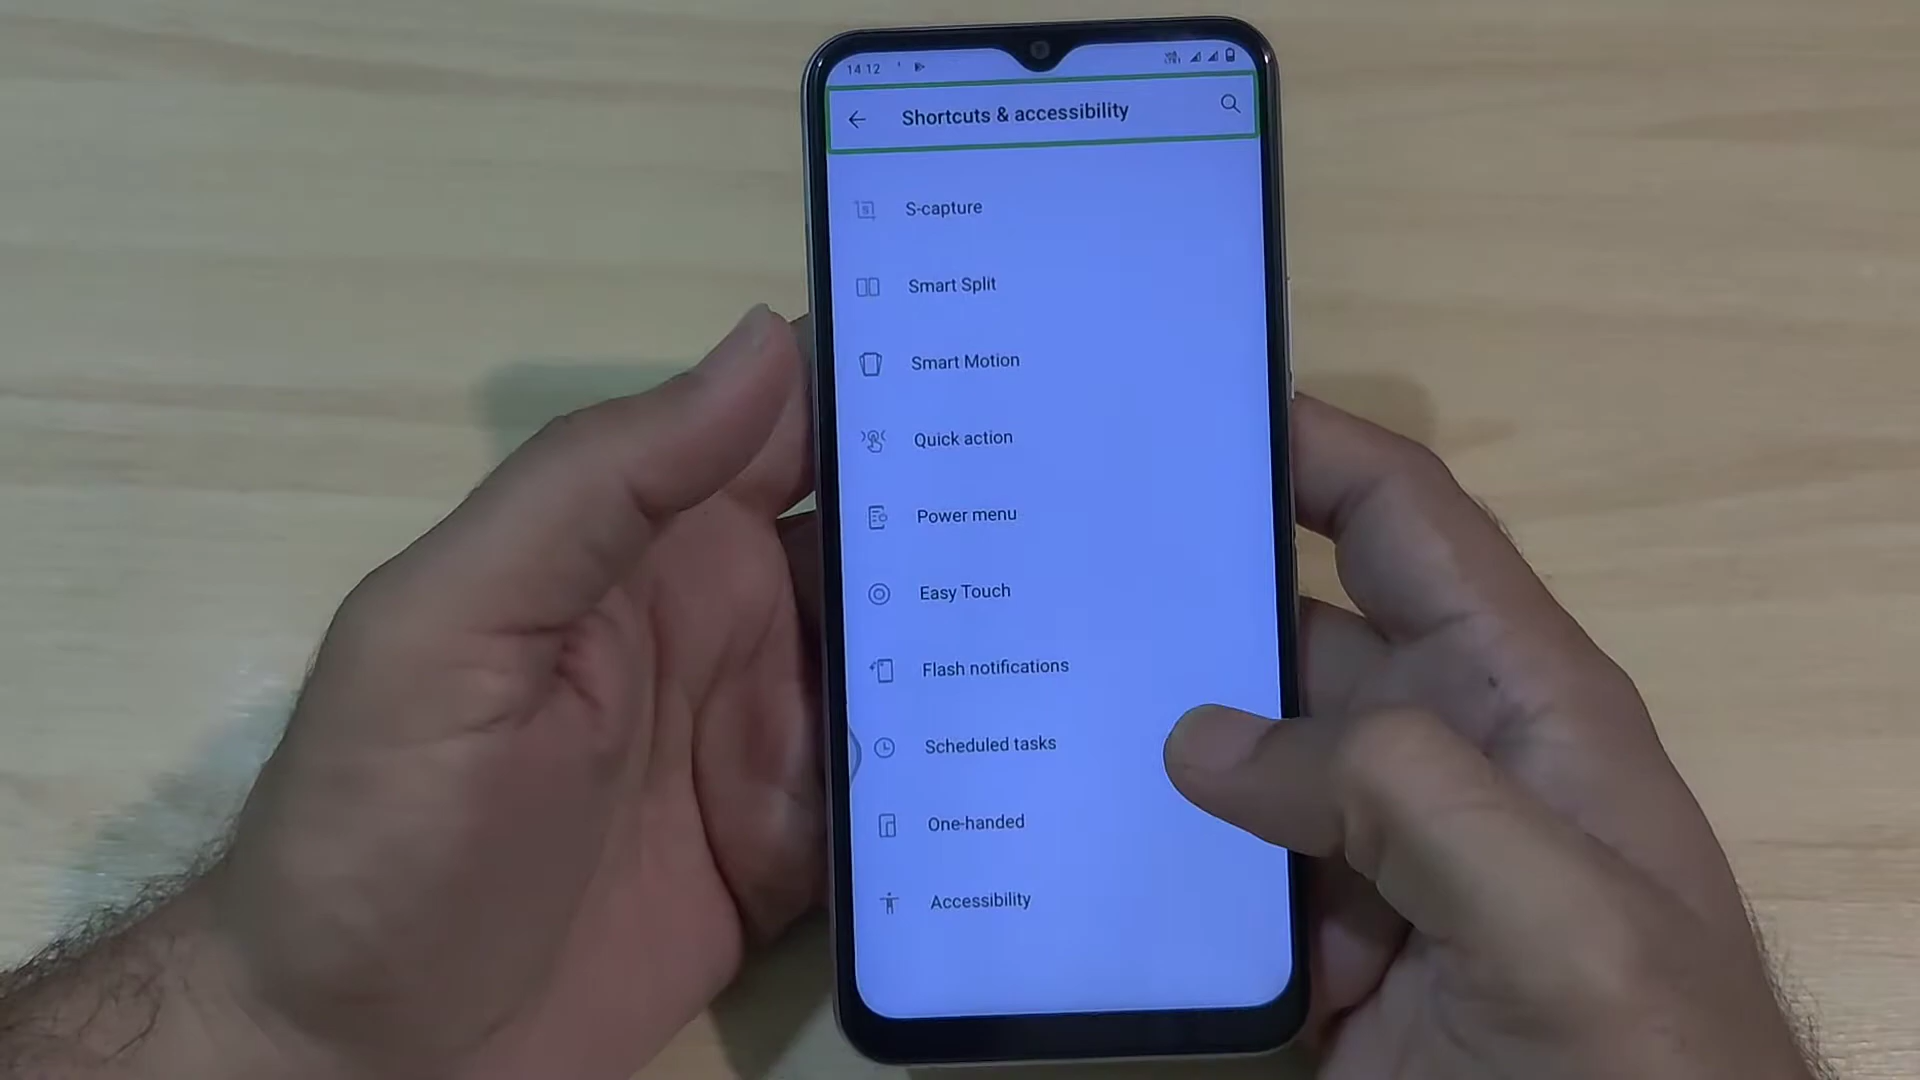 14:12
Shortcuts & accessibility
S-capture
Smart Split
Smart Motion
Quick action
Power menu
Easy Touch
Flash notifications
Scheduled tasks
One-handed
Accessibility